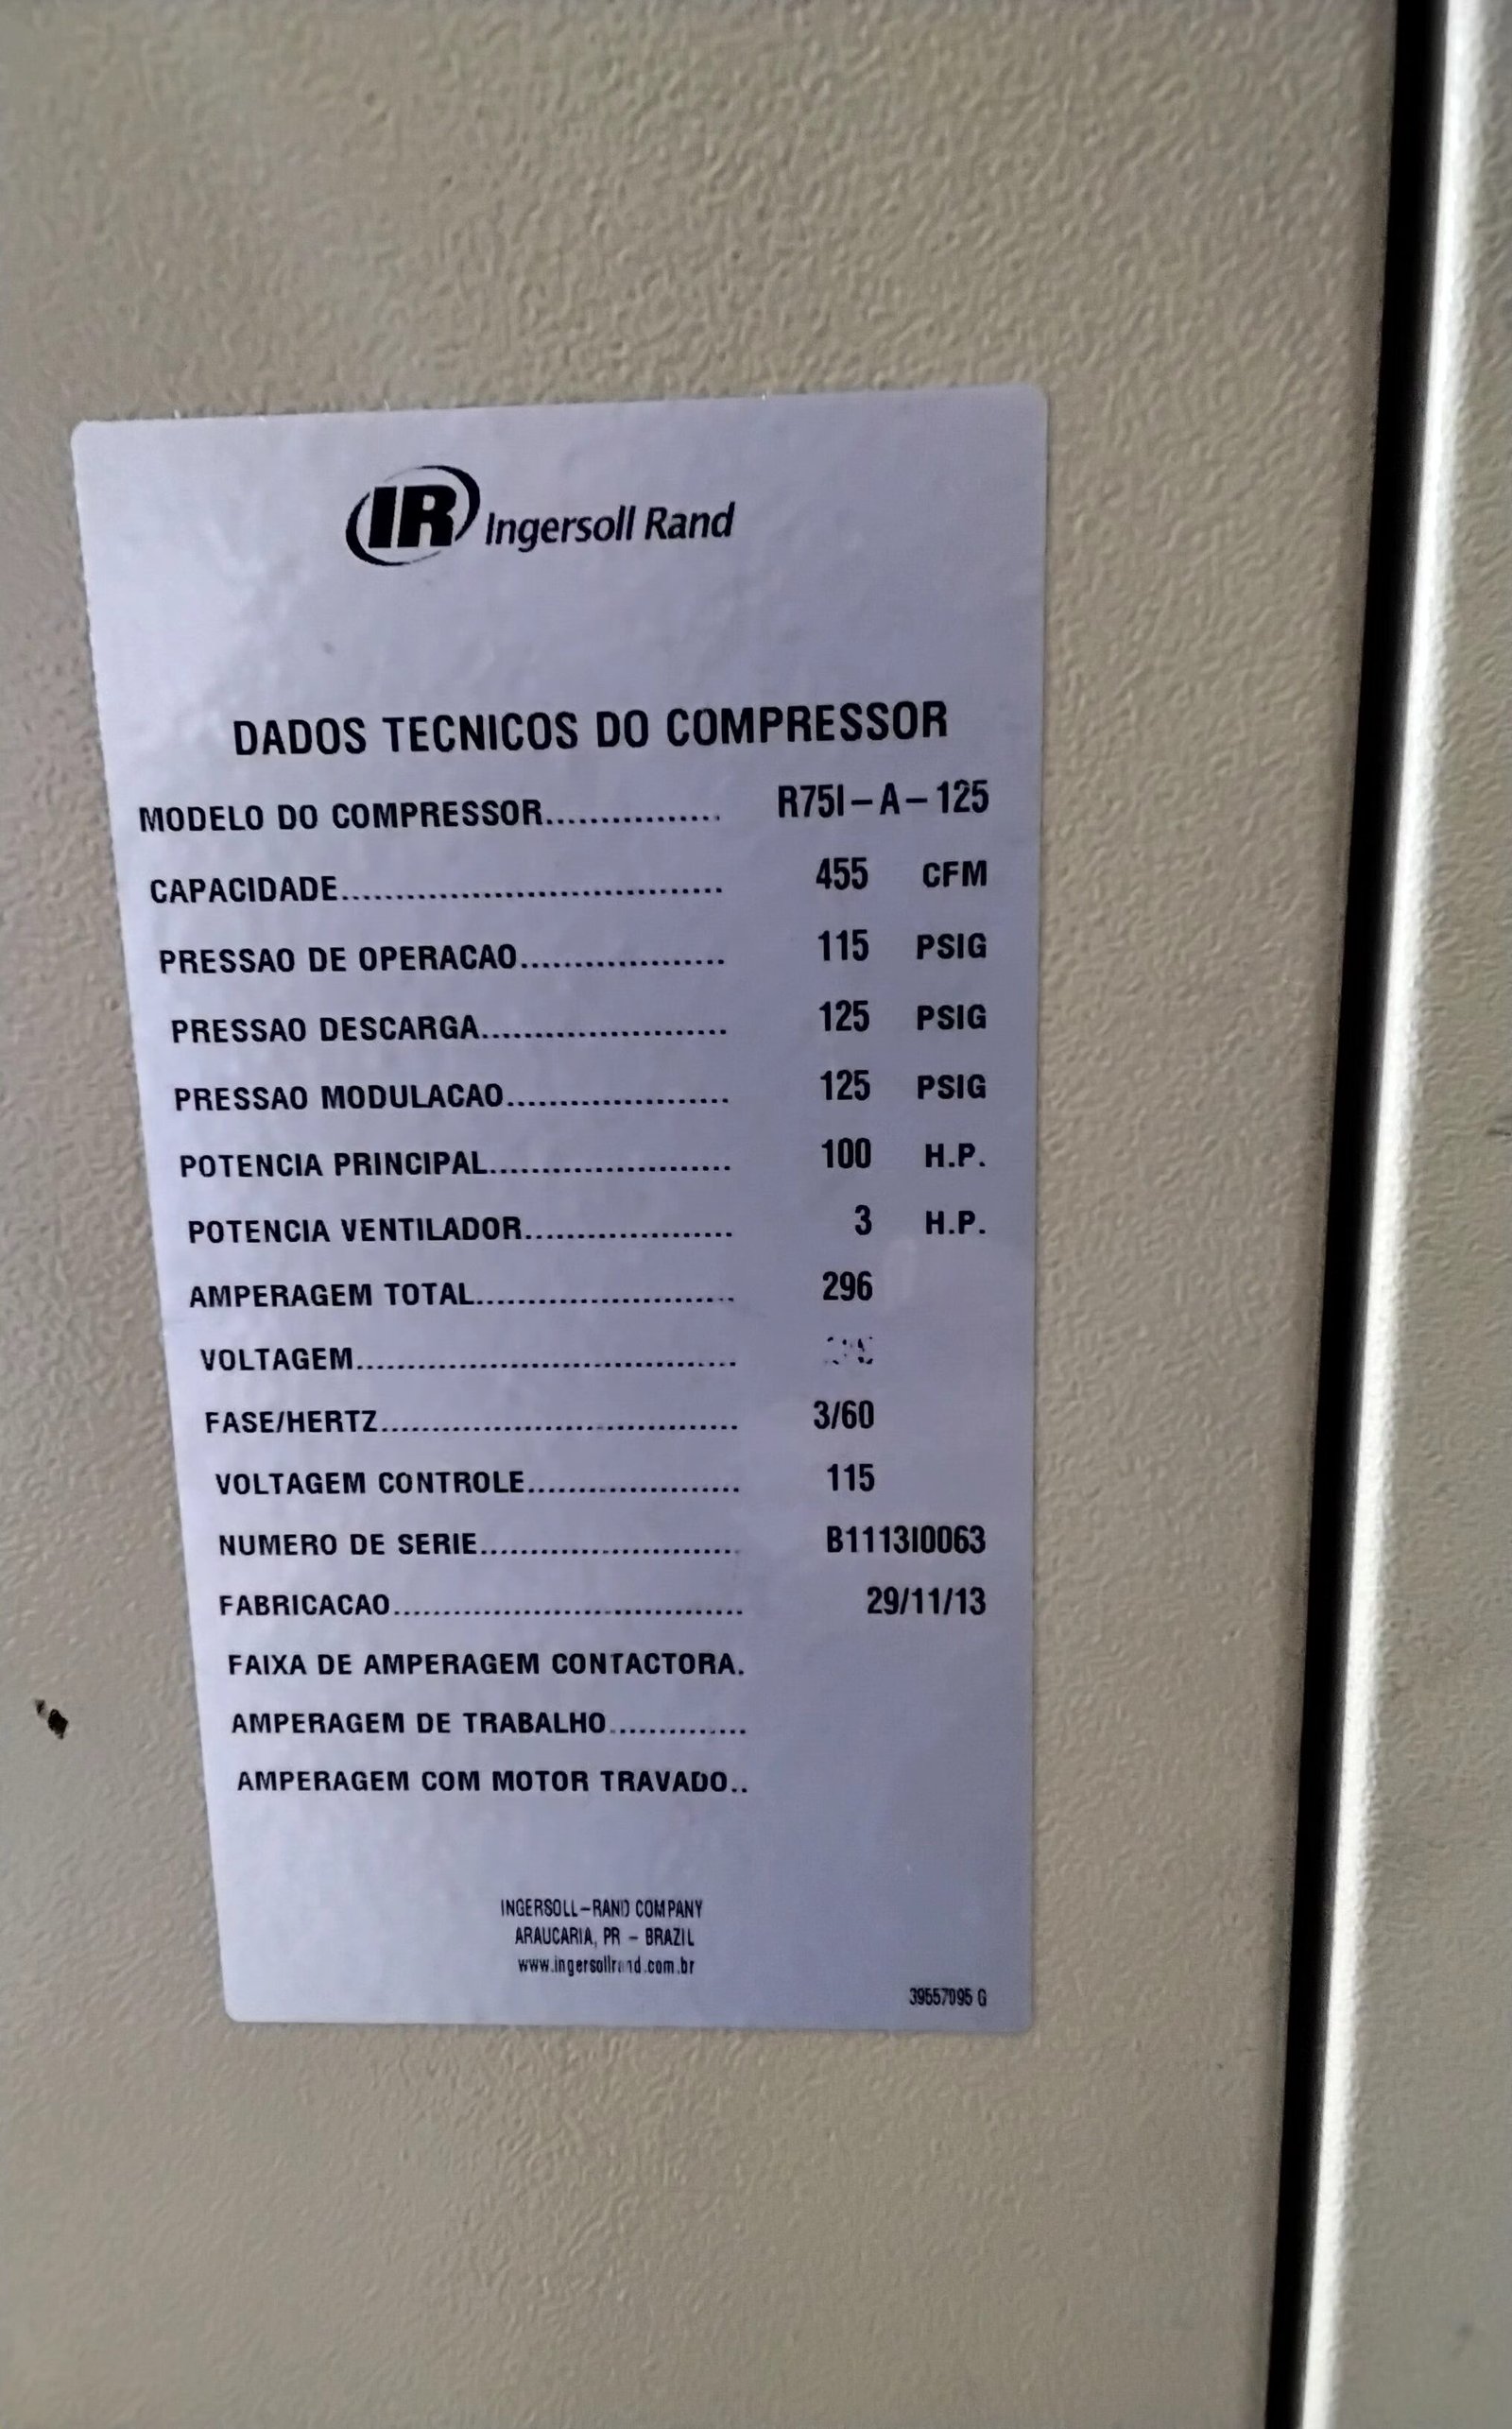 IR Ingersoll Rand
DADOS TECNICOS DO COMPRESSOR
MODELO DO COMPRESSOR................ R75I-A-125
CAPACIDADE................................... 455 CFM
PRESSAO DE OPERACAO................... 115 PSIG
PRESSAO DESCARGA....................... 125 PSIG
PRESSAO MODULACAO..................... 125 PSIG
POTENCIA PRINCIPAL....................... 100 H.P.
POTENCIA VENTILADOR.................... 3 H.P.
AMPERAGEM TOTAL......................... 296
VOLTAGEM.....................................
FASE/HERTZ................................... 3/60
VOLTAGEM CONTROLE..................... 115
NUMERO DE SERIE.......................... B1113I0063
FABRICACAO................................... 29/11/13
FAIXA DE AMPERAGEM CONTACTORA.
AMPERAGEM DE TRABALHO..............
AMPERAGEM COM MOTOR TRAVADO..
INGERSOLL-RAND COMPANY
ARAUCARIA, PR - BRAZIL
www.ingersollrand.com.br
39557095 G